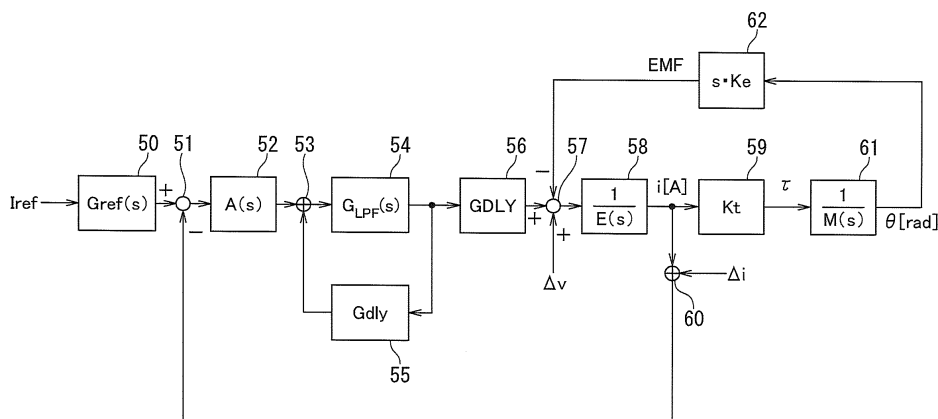 62
EMF
s・Ke
50
51
52
53
54
56
57
58
59
61
Iref
Gref(s)
+
−
A(s)
G_LPF(s)
GDLY
−
+
+
1
E(s)
i[A]
Kt
τ
1
M(s)
θ[rad]
Δv
Δi
60
Gdly
55